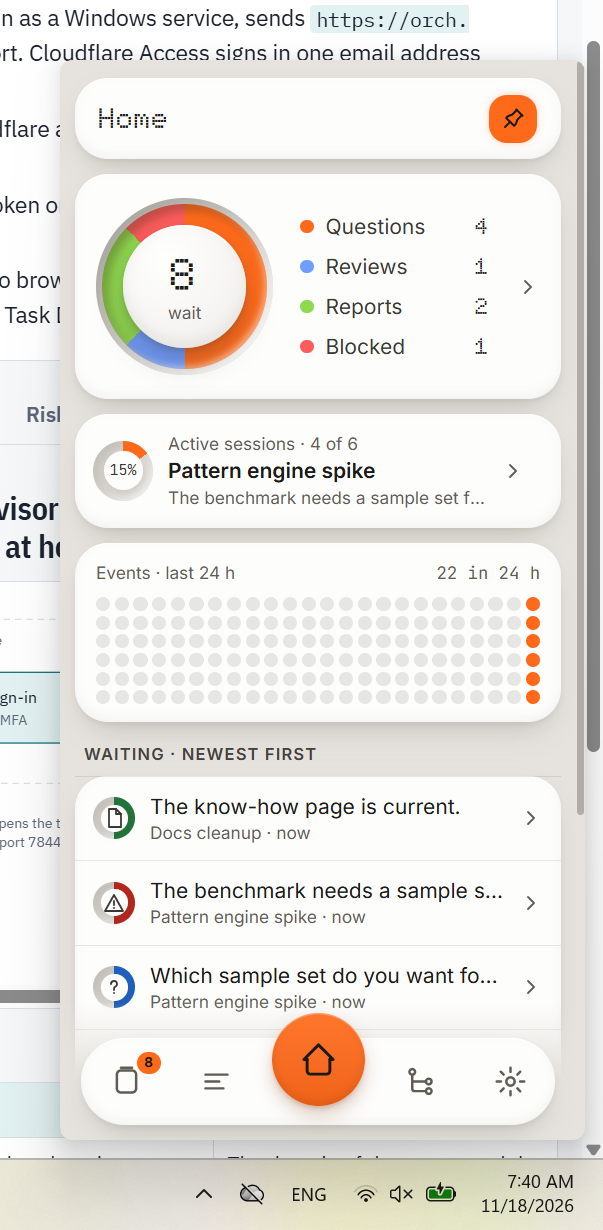 n as a Windows service, sends https://orch.
ort. Cloudflare Access signs in one email address
dflare a
oken o
o brow
Task D
Risk
visor
at ho
e
gn-in
MFA
pens the t
port 7844
Home
8
wait
Questions 4
Reviews 1
Reports 2
Blocked 1
15%
Active sessions · 4 of 6
Pattern engine spike
The benchmark needs a sample set f...
Events · last 24 h 22 in 24 h
WAITING · NEWEST FIRST
The know-how page is current.
Docs cleanup · now
The benchmark needs a sample s...
Pattern engine spike · now
?
Which sample set do you want fo...
Pattern engine spike · now
8
ENG
7:40 AM
11/18/2026